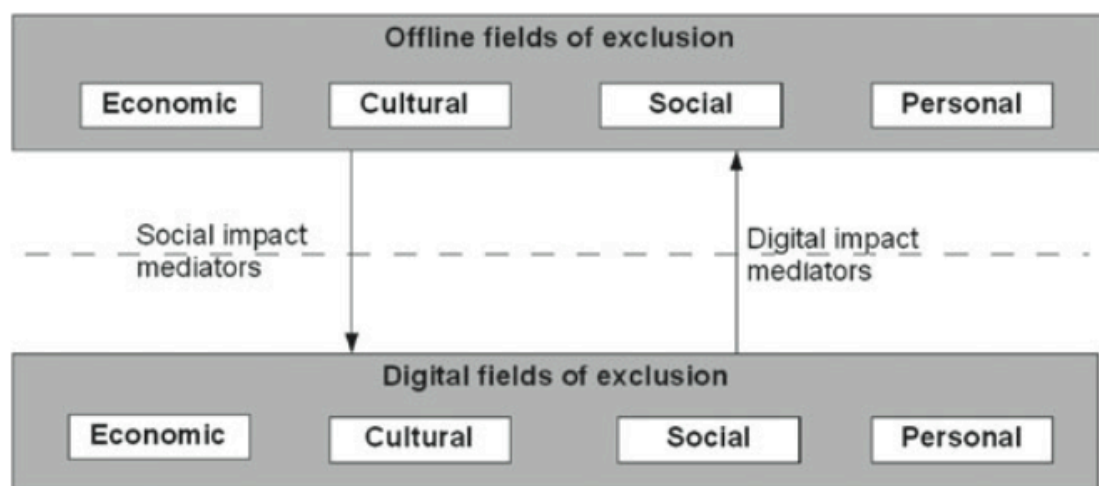 Offline fields of exclusion
Economic
Cultural
Social
Personal
Social impact
mediators
Digital impact
mediators
Digital fields of exclusion
Economic
Cultural
Social
Personal